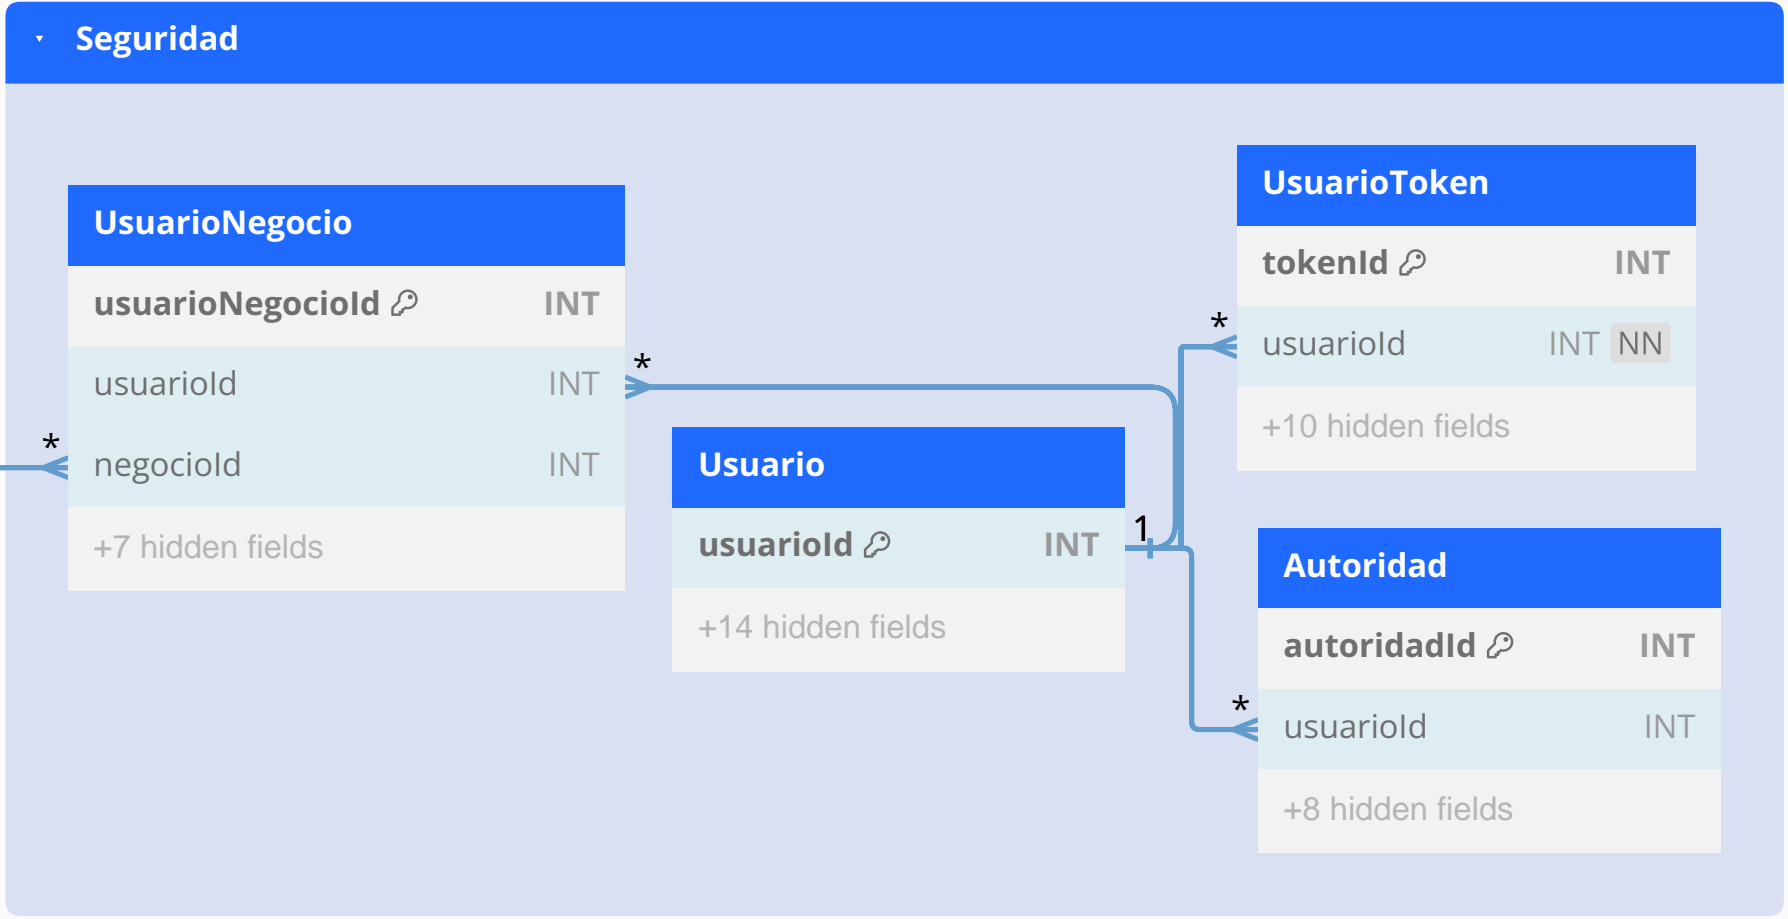 Seguridad
UsuarioNegocio
usuarioNegocioId INT
usuarioId INT
negocioId INT
+7 hidden fields
*
*
Usuario
usuarioId INT
+14 hidden fields
1
UsuarioToken
tokenId INT
usuarioId INT NN
+10 hidden fields
*
Autoridad
autoridadId INT
usuarioId INT
+8 hidden fields
*